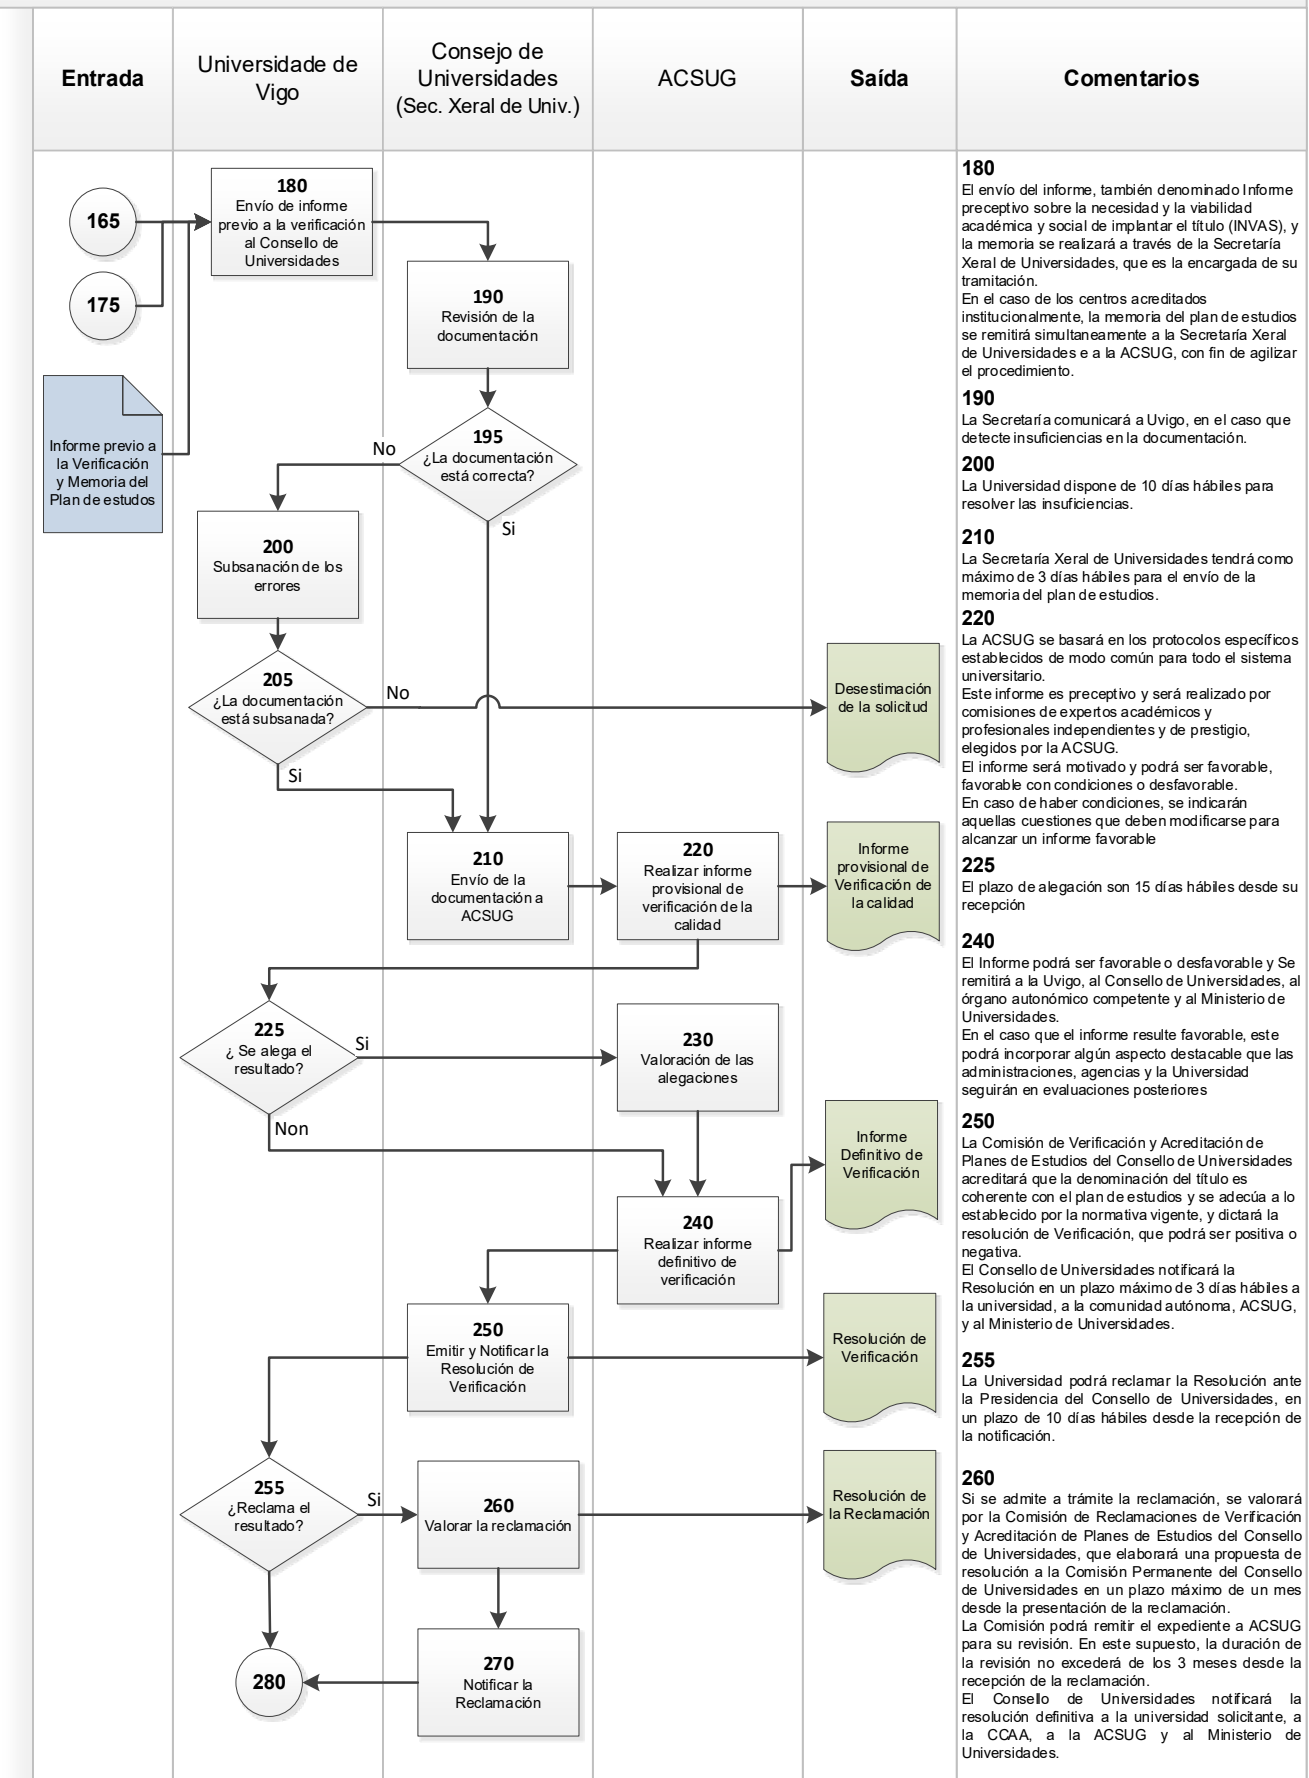 Entrada
Universidade de
Vigo
Consejo de
Universidades
(Sec. Xeral de Univ.)
ACSUG
Saída
Comentarios
165
175
Informe previo a
la Verificación
y Memoria del
Plan de estudos
180
Envío de informe
previo a la verificación
al Consello de
Universidades
190
Revisión de la
documentación
195
¿La documentación
está correcta?
No
Si
200
Subsanación de los
errores
205
¿La documentación
está subsanada?
No
Si
Desestimación
de la solicitud
210
Envío de la
documentación a
ACSUG
220
Realizar informe
provisional de
verificación de la
calidad
Informe
provisional de
Verificación de
la calidad
225
¿ Se alega el
resultado?
Si
Non
230
Valoración de las
alegaciones
240
Realizar informe
definitivo de
verificación
Informe
Definitivo de
Verificación
250
Emitir y Notificar la
Resolución de
Verificación
Resolución de
Verificación
255
¿Reclama el
resultado?
Si
260
Valorar la reclamación
Resolución de
la Reclamación
270
Notificar la
Reclamación
280
180
El envío del informe, también denominado Informe
preceptivo sobre la necesidad y la viabilidad
académica y social de implantar el título (INVAS), y
la memoria se realizará a través de la Secretaría
Xeral de Universidades, que es la encargada de su
tramitación.
En el caso de los centros acreditados
institucionalmente, la memoria del plan de estudios
se remitirá simultaneamente a la Secretaría Xeral
de Universidades e a la ACSUG, con fin de agilizar
el procedimiento.
190
La Secretaría comunicará a Uvigo, en el caso que
detecte insuficiencias en la documentación.
200
La Universidad dispone de 10 días hábiles para
resolver las insuficiencias.
210
La Secretaría Xeral de Universidades tendrá como
máximo de 3 días hábiles para el envío de la
memoria del plan de estudios.
220
La ACSUG se basará en los protocolos específicos
establecidos de modo común para todo el sistema
universitario.
Este informe es preceptivo y será realizado por
comisiones de expertos académicos y
profesionales independientes y de prestigio,
elegidos por la ACSUG.
El informe será motivado y podrá ser favorable,
favorable con condiciones o desfavorable.
En caso de haber condiciones, se indicarán
aquellas cuestiones que deben modificarse para
alcanzar un informe favorable
225
El plazo de alegación son 15 días hábiles desde su
recepción
240
El Informe podrá ser favorable o desfavorable y Se
remitirá a la Uvigo, al Consello de Universidades, al
órgano autonómico competente y al Ministerio de
Universidades.
En el caso que el informe resulte favorable, este
podrá incorporar algún aspecto destacable que las
administraciones, agencias y la Universidad
seguirán en evaluaciones posteriores
250
La Comisión de Verificación y Acreditación de
Planes de Estudios del Consello de Universidades
acreditará que la denominación del título es
coherente con el plan de estudios y se adecúa a lo
establecido por la normativa vigente, y dictará la
resolución de Verificación, que podrá ser positiva o
negativa.
El Consello de Universidades notificará la
Resolución en un plazo máximo de 3 días hábiles a
la universidad, a la comunidad autónoma, ACSUG,
y al Ministerio de Universidades.
255
La Universidad podrá reclamar la Resolución ante
la Presidencia del Consello de Universidades, en
un plazo de 10 días hábiles desde la recepción de
la notificación.
260
Si se admite a trámite la reclamación, se valorará
por la Comisión de Reclamaciones de Verificación
y Acreditación de Planes de Estudios del Consello
de Universidades, que elaborará una propuesta de
resolución a la Comisión Permanente del Consello
de Universidades en un plazo máximo de un mes
desde la presentación de la reclamación.
La Comisión podrá remitir el expediente a ACSUG
para su revisión. En este supuesto, la duración de
la revisión no excederá de los 3 meses desde la
recepción de la reclamación.
El Consello de Universidades notificará la
resolución definitiva a la universidad solicitante, a
la CCAA, a la ACSUG y al Ministerio de
Universidades.